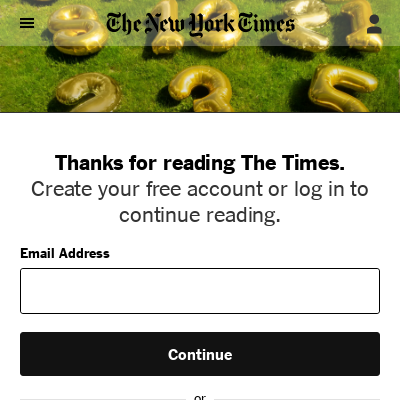 The New York Times
Thanks for reading The Times.
Create your free account or log in to
continue reading.
Email Address
Continue
or